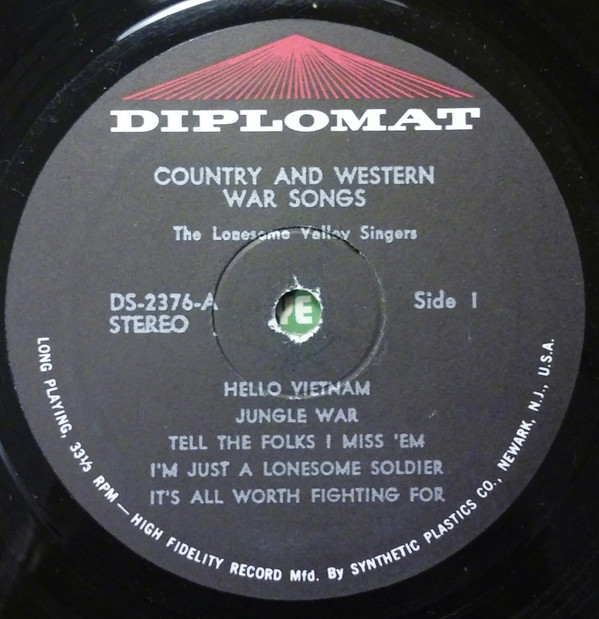 DIPLOMAT
COUNTRY AND WESTERN
WAR SONGS
The Lonesome Valley Singers
DS-2376-A
STEREO
Side 1
YE
HELLO VIETNAM
JUNGLE WAR
TELL THE FOLKS I MISS 'EM
I'M JUST A LONESOME SOLDIER
IT'S ALL WORTH FIGHTING FOR
LONG PLAYING, 33⅓ RPM — HIGH FIDELITY RECORD Mfd. By SYNTHETIC PLASTICS CO., NEWARK, N.J., U.S.A.